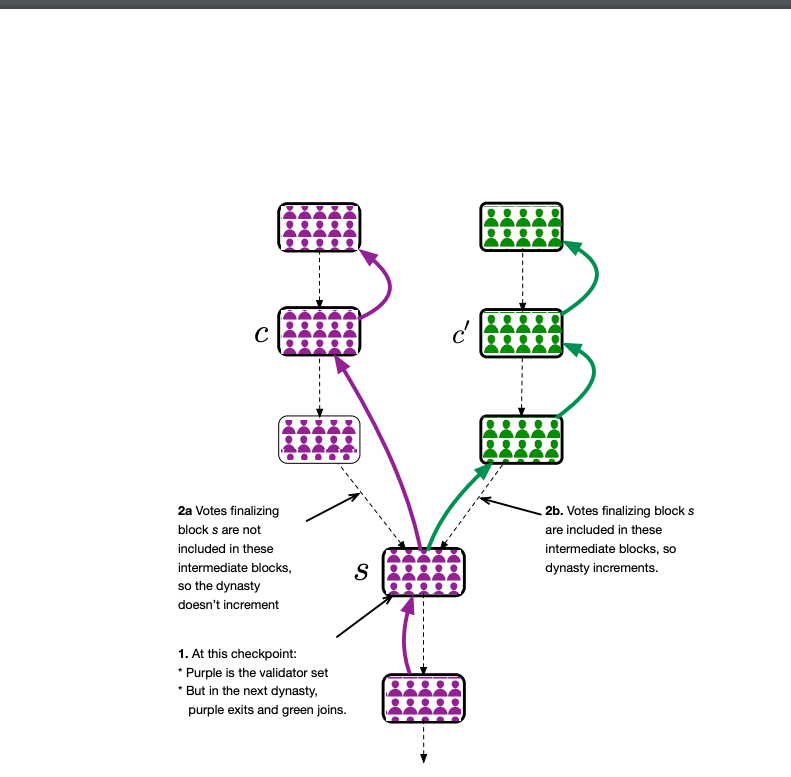 c
c′
2a Votes finalizing
block s are not
included in these
intermediate blocks,
so the dynasty
doesn't increment
2b. Votes finalizing block s
are included in these
intermediate blocks, so
dynasty increments.
s
1. At this checkpoint:
* Purple is the validator set
* But in the next dynasty,
purple exits and green joins.